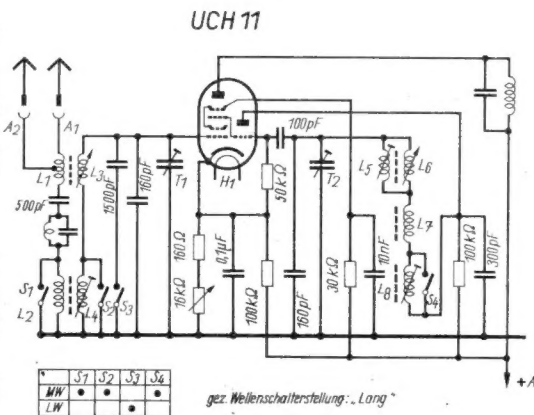 UCH 11
A2
A1
L1
L3
500pF
S1
L2
L4
S2
S3
1500pF
160pF
T1
H1
160Ω
16kΩ
0,1µF
100pF
50kΩ
100kΩ
160pF
T2
30kΩ
10nF
L5
L6
L7
L8
S4
100kΩ
300pF
+A
S1 S2 S3 S4
MW • • •
LW •
gez. Wellenschalterstellung: „Lang“